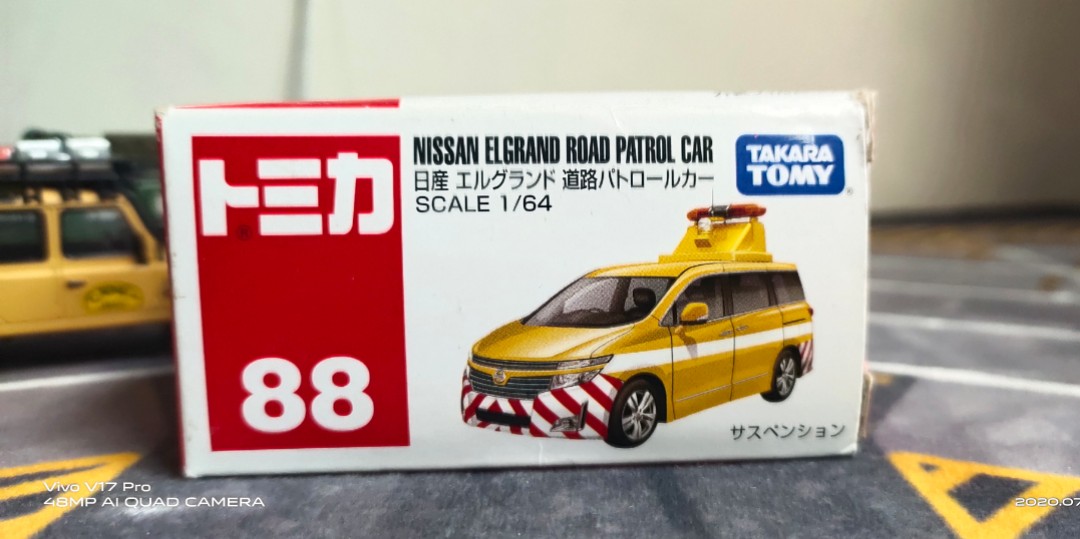 NISSAN ELGRAND ROAD PATROL CAR
日産 エルグランド 道路パトロールカー
SCALE 1/64
トミカ®
TAKARA
TOMY®
88
サスペンション
Vivo V17 Pro
48MP AI QUAD CAMERA
2020.07